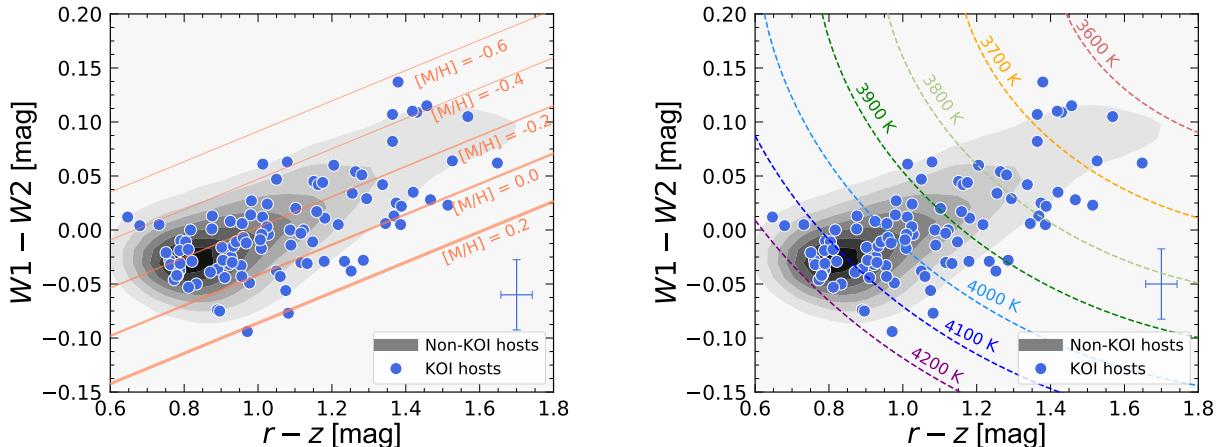 0.20
0.15
0.10
0.05
0.00
−0.05
−0.10
−0.15
W1 − W2 [mag]
[M/H] = -0.6
[M/H] = -0.4
[M/H] = -0.2
[M/H] = 0.0
[M/H] = 0.2
Non-KOI hosts
KOI hosts
0.6 0.8 1.0 1.2 1.4 1.6 1.8
r − z [mag]
0.20
0.15
0.10
0.05
0.00
−0.05
−0.10
−0.15
W1 − W2 [mag]
3600 K
3700 K
3800 K
3900 K
4000 K
4100 K
4200 K
Non-KOI hosts
KOI hosts
0.6 0.8 1.0 1.2 1.4 1.6 1.8
r − z [mag]